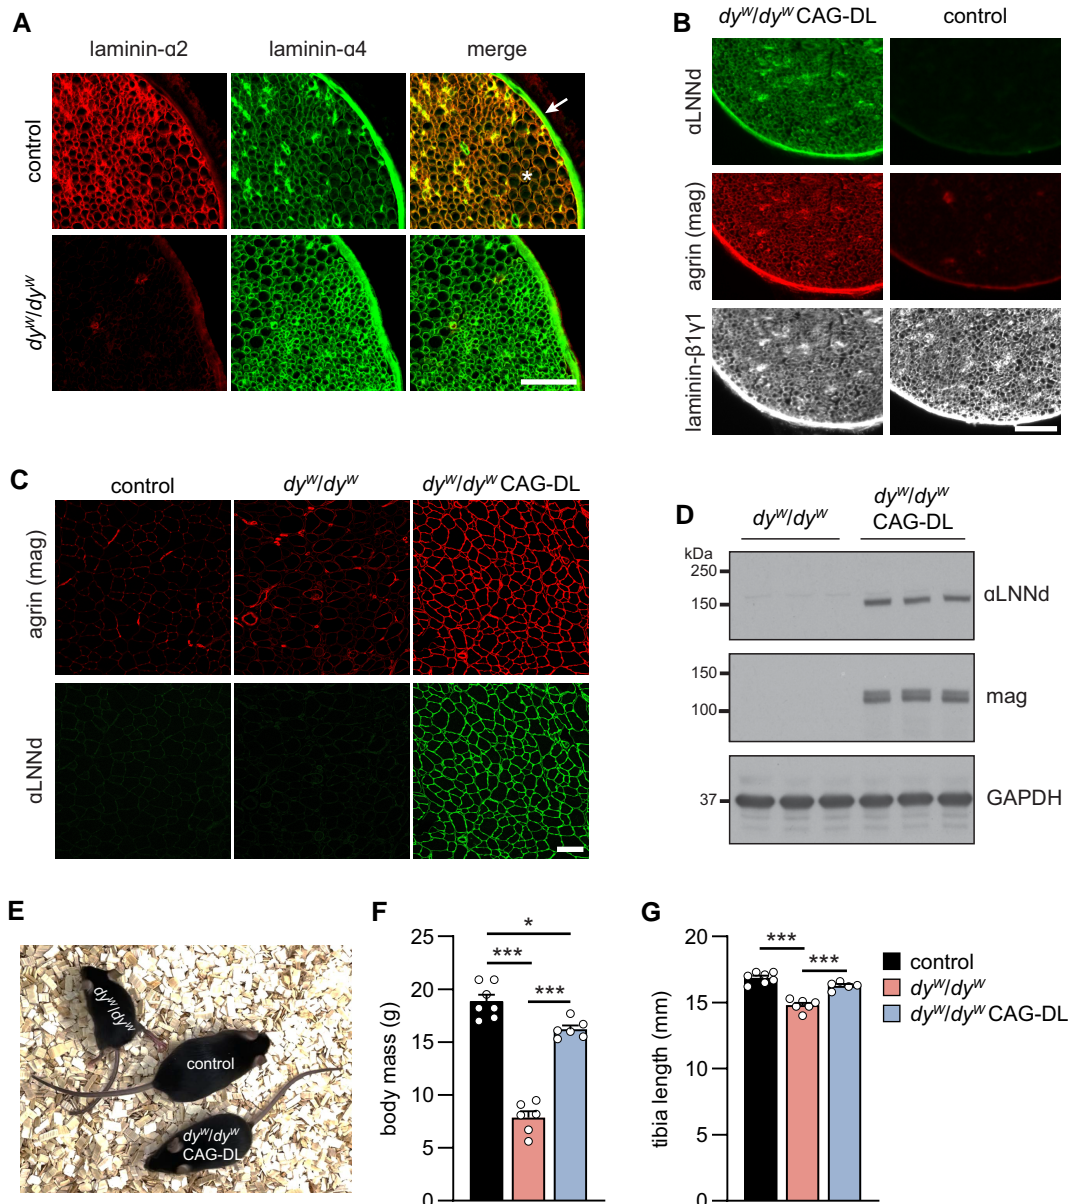 A
laminin-α2
laminin-α4
merge
control
*
dyᵂ/dyᵂ
B
dyᵂ/dyᵂ CAG-DL
control
αLNNd
agrin (mag)
laminin-β1γ1
C
control
dyᵂ/dyᵂ
dyᵂ/dyᵂ CAG-DL
agrin (mag)
αLNNd
D
dyᵂ/dyᵂ
dyᵂ/dyᵂ
CAG-DL
kDa
250
150
αLNNd
150
100
mag
37
GAPDH
E
dyᵂ/dyᵂ
control
dyᵂ/dyᵂ
CAG-DL
F
body mass (g)
25
20
15
10
5
0
*
***
***
G
tibia length (mm)
20
15
10
5
0
***
***
control
dyᵂ/dyᵂ
dyᵂ/dyᵂ CAG-DL